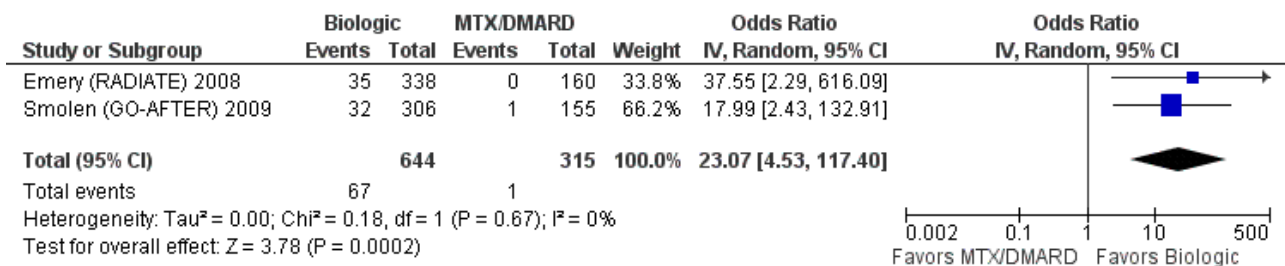 Biologic MTX/DMARD Odds Ratio Odds Ratio
Study or Subgroup Events Total Events Total Weight IV, Random, 95% CI IV, Random, 95% CI
Emery (RADIATE) 2008 35 338 0 160 33.8% 37.55 [2.29, 616.09]
Smolen (GO-AFTER) 2009 32 306 1 155 66.2% 17.99 [2.43, 132.91]
Total (95% CI) 644 315 100.0% 23.07 [4.53, 117.40]
Total events 67 1
Heterogeneity: Tau² = 0.00; Chi² = 0.18, df = 1 (P = 0.67); I² = 0%
Test for overall effect: Z = 3.78 (P = 0.0002)
0.002 0.1 1 10 500
Favors MTX/DMARD Favors Biologic